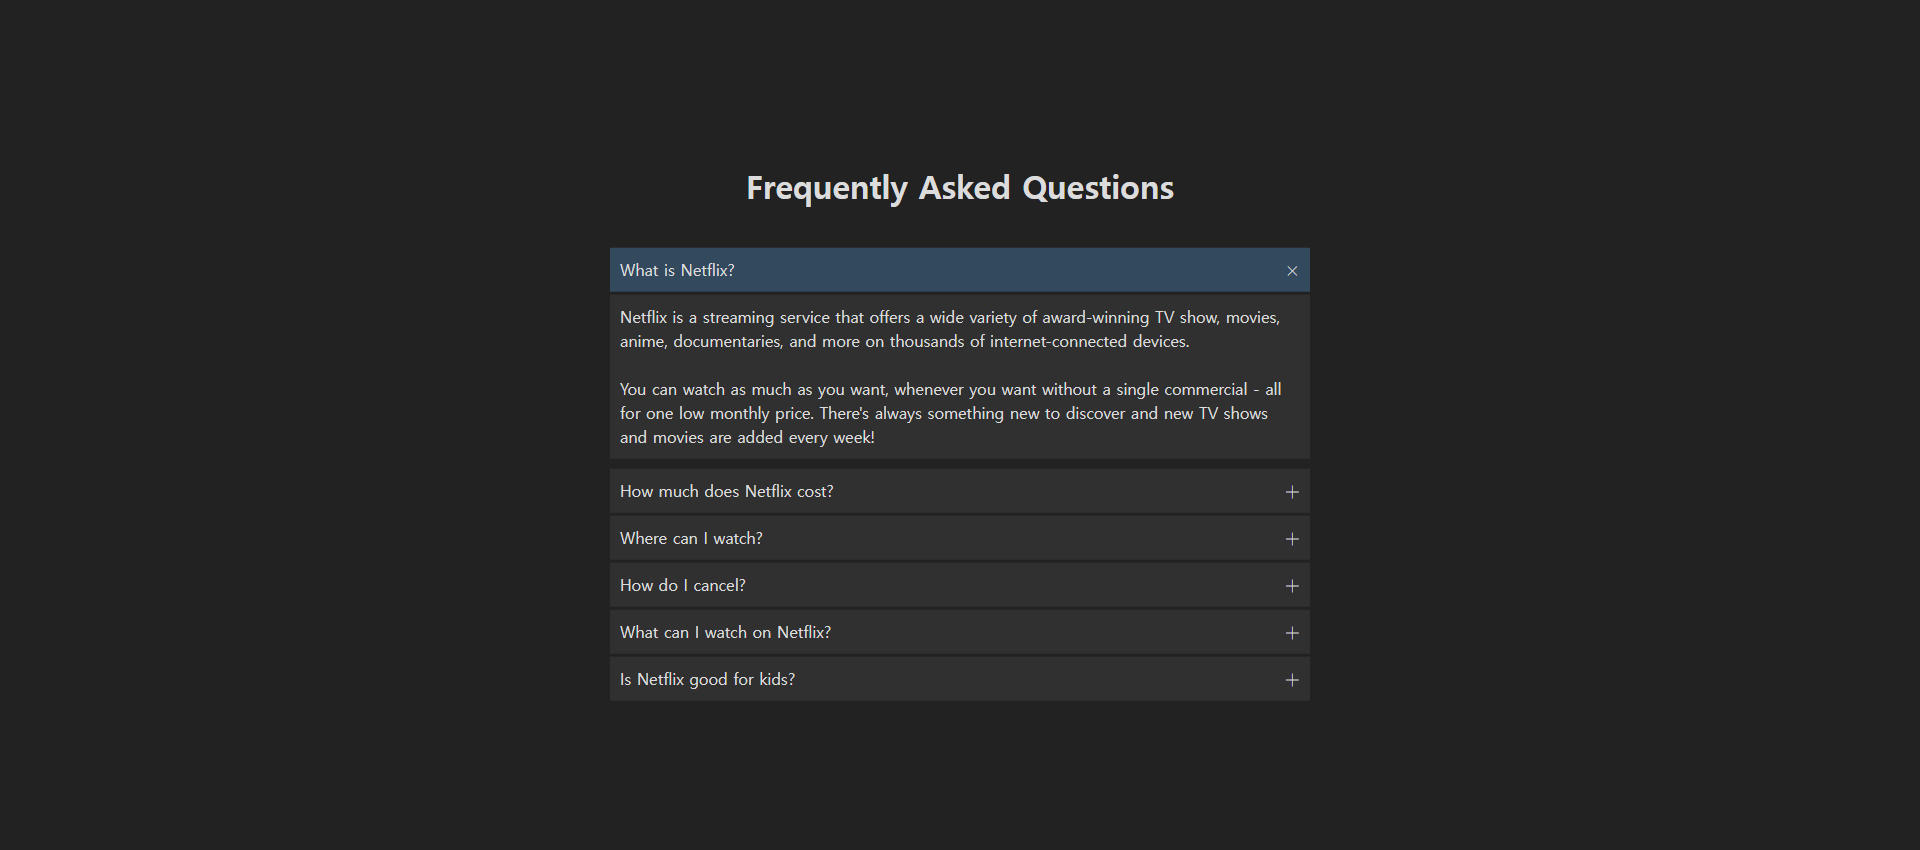 Frequently Asked Questions
What is Netflix?
Netflix is a streaming service that offers a wide variety of award-winning TV show, movies,
anime, documentaries, and more on thousands of internet-connected devices.
You can watch as much as you want, whenever you want without a single commercial - all
for one low monthly price. There's always something new to discover and new TV shows
and movies are added every week!
How much does Netflix cost?
Where can I watch?
How do I cancel?
What can I watch on Netflix?
Is Netflix good for kids?